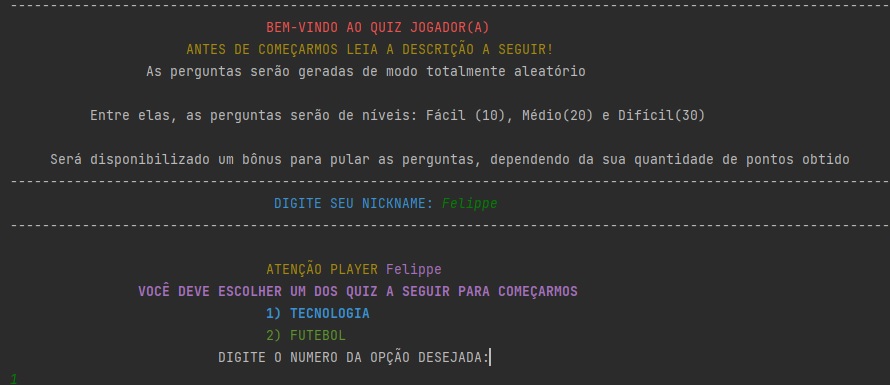 BEM-VINDO AO QUIZ JOGADOR(A)
ANTES DE COMEÇARMOS LEIA A DESCRIÇÃO A SEGUIR!
As perguntas serão geradas de modo totalmente aleatório
Entre elas, as perguntas serão de níveis: Fácil (10), Médio(20) e Difícil(30)
Será disponibilizado um bônus para pular as perguntas, dependendo da sua quantidade de pontos obtido
DIGITE SEU NICKNAME: Felippe
ATENÇÃO PLAYER Felippe
VOCÊ DEVE ESCOLHER UM DOS QUIZ A SEGUIR PARA COMEÇARMOS
1) TECNOLOGIA
2) FUTEBOL
DIGITE O NUMERO DA OPÇÃO DESEJADA:
1